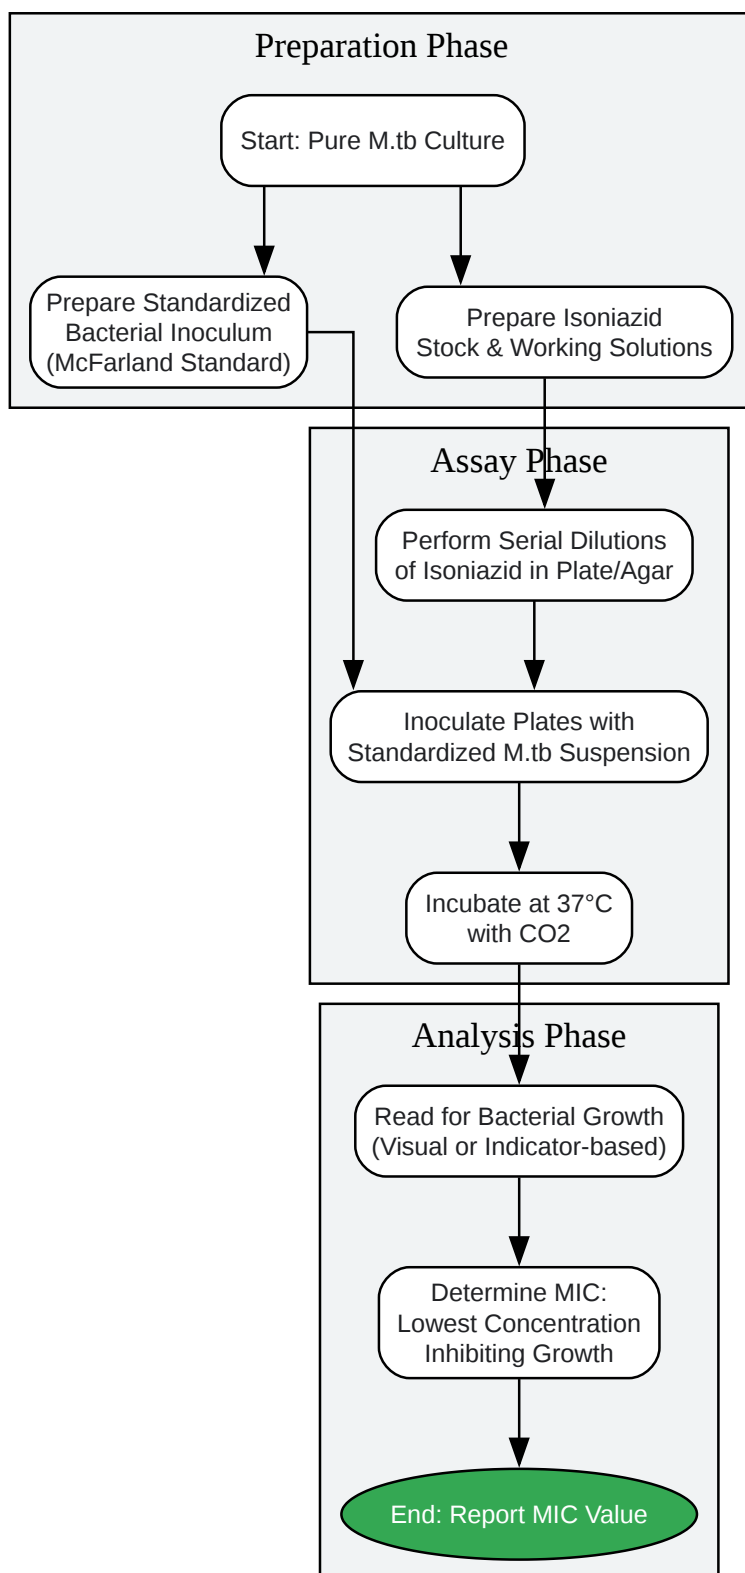 Preparation Phase
Start: Pure M.tb Culture
Prepare Standardized
Bacterial Inoculum
(McFarland Standard)
Prepare Isoniazid
Stock & Working Solutions
Assay Phase
Perform Serial Dilutions
of Isoniazid in Plate/Agar
Inoculate Plates with
Standardized M.tb Suspension
Incubate at 37°C
with CO2
Analysis Phase
Read for Bacterial Growth
(Visual or Indicator-based)
Determine MIC:
Lowest Concentration
Inhibiting Growth
End: Report MIC Value